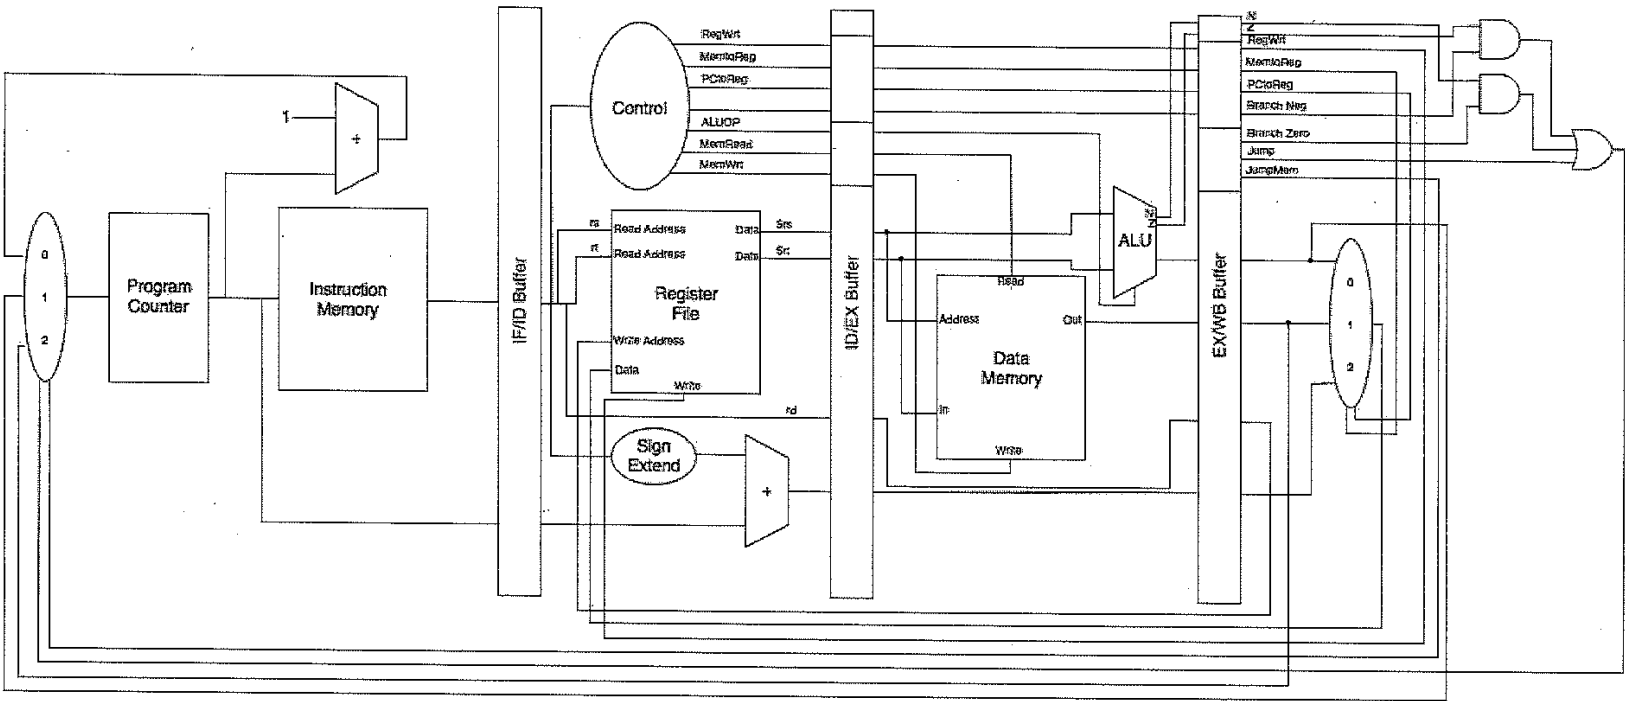 1
+
0
1
2
Program
Counter
Instruction
Memory
IF/ID Buffer
Control
RegWrt
MemtoReg
PCtoReg
ALUOP
MemRead
MemWrt
rs
rt
Read Address
Read Address
Data
Data
Register
File
Write Address
Data
Write
$rs
$rt
rd
Sign
Extend
+
ID/EX Buffer
ALU
N
Z
Read
Address
Out
Data
Memory
In
Write
EX/WB Buffer
N
Z
RegWrt
MemtoReg
PCtoReg
Branch Neg
Branch Zero
Jump
JumpMem
0
1
2